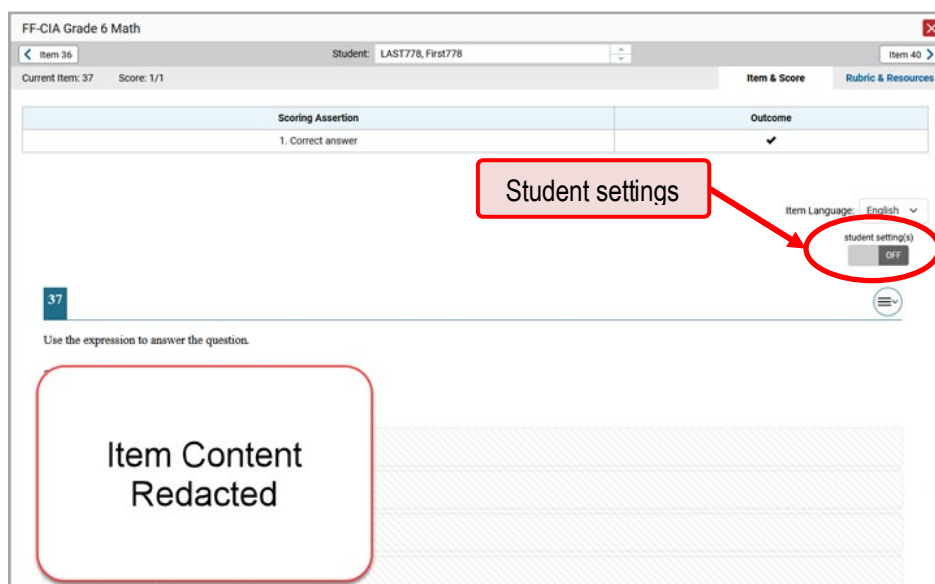 FF-CIA Grade 6 Math
Item 36
Student: LAST778, First778
Item 40
Current Item: 37 Score: 1/1
Item & Score
Rubric & Resources
Scoring Assertion Outcome
1. Correct answer
Student settings
Item Language: English
student setting(s)
OFF
37
Use the expression to answer the question.
Item Content
Redacted